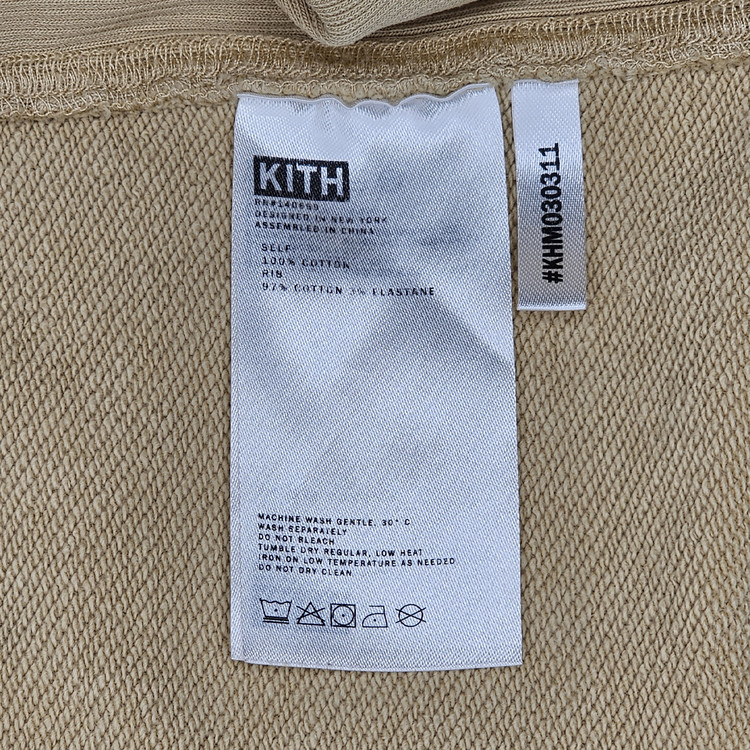 KITH
DESIGNED IN NEW YORK
ASSEMBLED IN CHINA
SELF
100% COTTON
RIB
97% COTTON 3% ELASTANE
MACHINE WASH GENTLE, 30° C
WASH SEPARATELY
DO NOT BLEACH
TUMBLE DRY REGULAR, LOW HEAT
IRON ON LOW TEMPERATURE AS NEEDED
DO NOT DRY CLEAN
#KHM030311